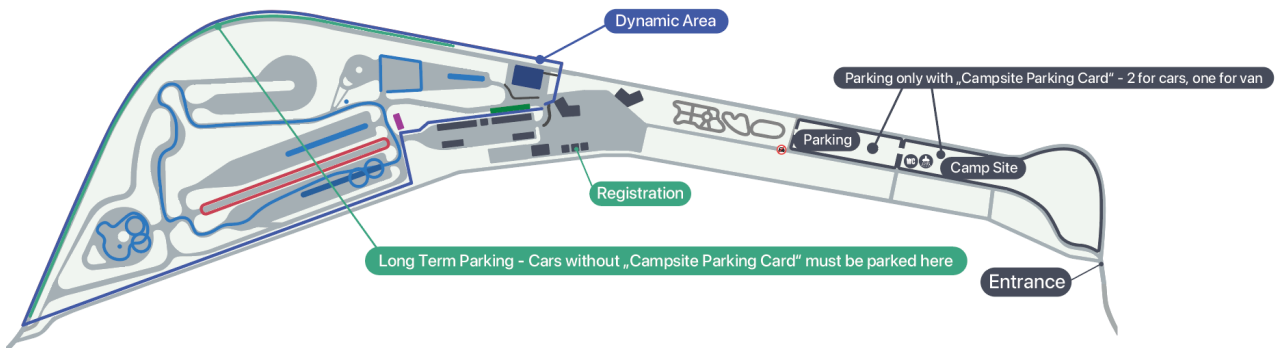 Dynamic Area
Parking only with „Campsite Parking Card“ - 2 for cars, one for van
Parking
WC
Camp Site
Registration
Long Term Parking - Cars without „Campsite Parking Card“ must be parked here
Entrance